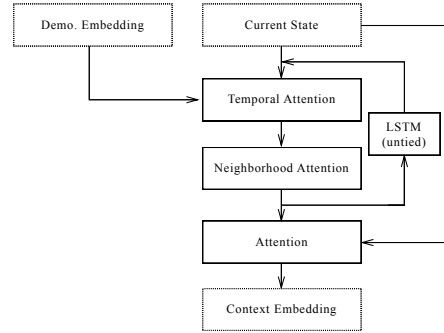 Demo. Embedding
Current State
Temporal Attention
LSTM
(untied)
Neighborhood Attention
Attention
Context Embedding